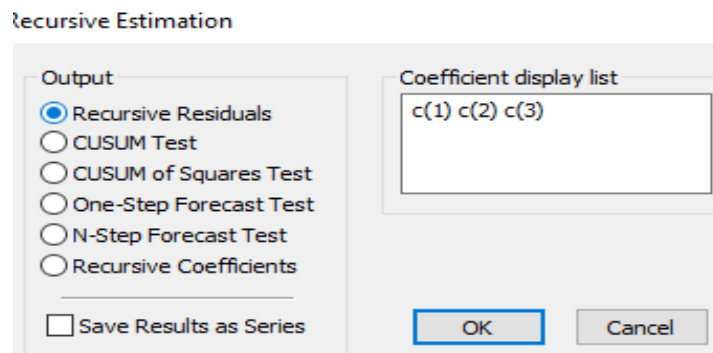 Recursive Estimation
Output
Recursive Residuals
CUSUM Test
CUSUM of Squares Test
One-Step Forecast Test
N-Step Forecast Test
Recursive Coefficients
Save Results as Series
Coefficient display list
c(1) c(2) c(3)
OK
Cancel